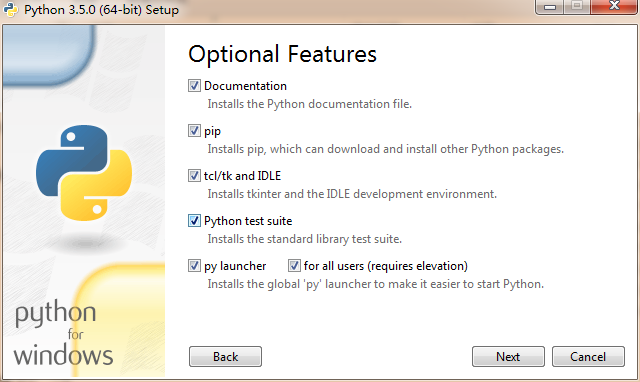 Python 3.5.0 (64-bit) Setup
Optional Features
Documentation
Installs the Python documentation file.
pip
Installs pip, which can download and install other Python packages.
tcl/tk and IDLE
Installs tkinter and the IDLE development environment.
Python test suite
Installs the standard library test suite.
py launcher for all users (requires elevation)
Installs the global 'py' launcher to make it easier to start Python.
python
for
windows
Back Next Cancel